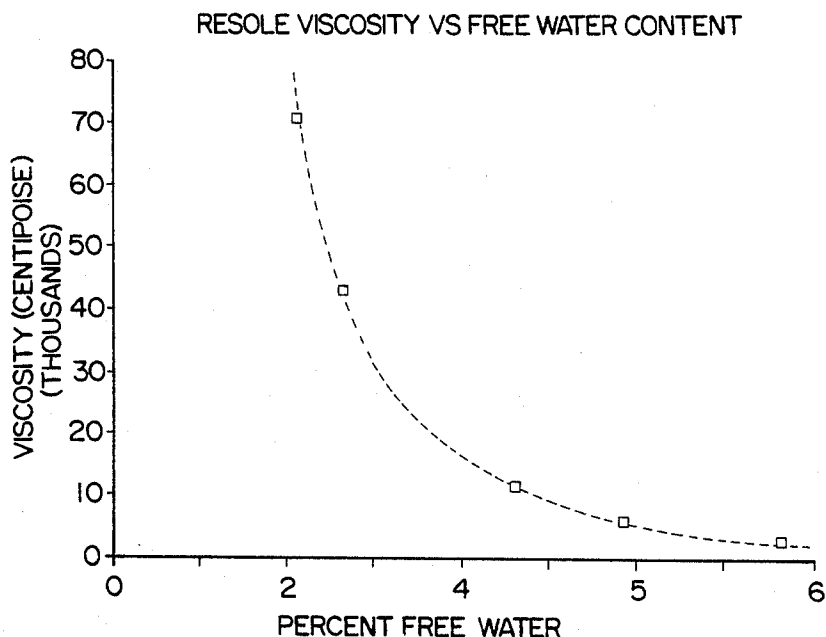 RESOLE VISCOSITY VS FREE WATER CONTENT
80
70
60
50
40
30
20
10
0
VISCOSITY (CENTIPOISE)
(THOUSANDS)
0 2 4 5 6
PERCENT FREE WATER